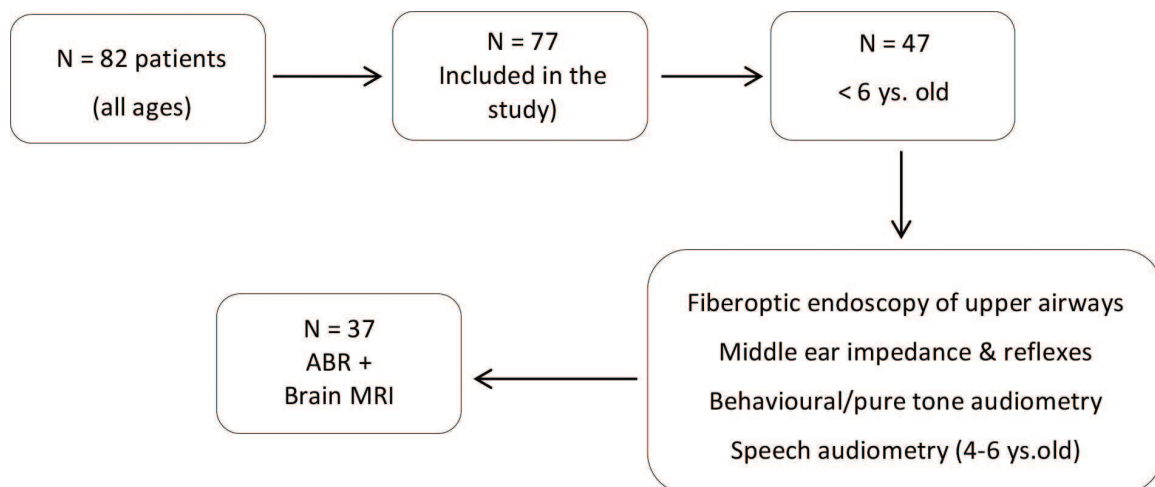 N = 82 patients
(all ages)
N = 77
Included in the
study)
N = 47
< 6 ys. old
Fiberoptic endoscopy of upper airways
Middle ear impedance & reflexes
Behavioural/pure tone audiometry
Speech audiometry (4-6 ys.old)
N = 37
ABR +
Brain MRI